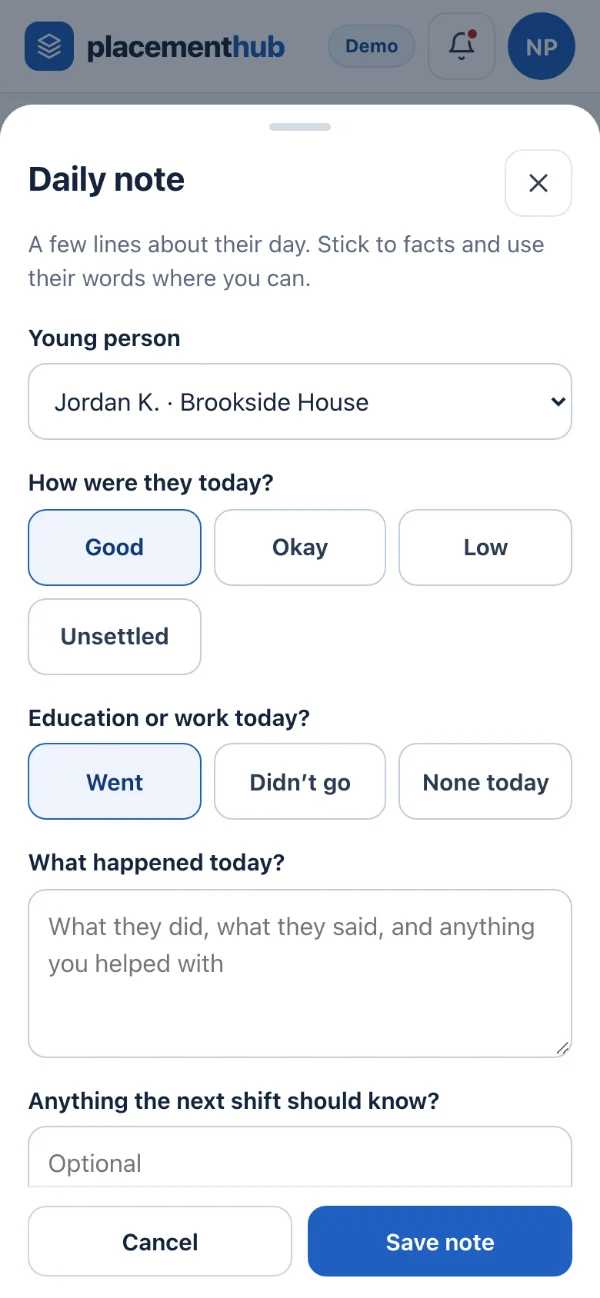 placementhub Demo NP
Daily note
A few lines about their day. Stick to facts and use
their words where you can.
Young person
Jordan K. · Brookside House
How were they today?
Good Okay Low
Unsettled
Education or work today?
Went Didn’t go None today
What happened today?
What they did, what they said, and anything
you helped with
Anything the next shift should know?
Optional
Cancel Save note